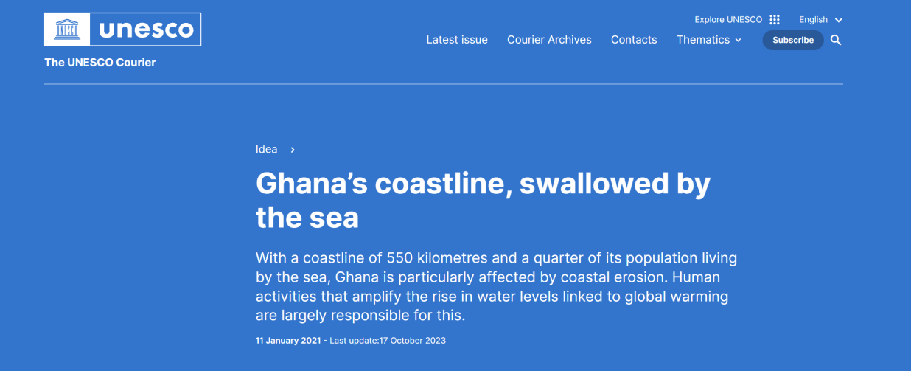 unesco
The UNESCO Courier
Explore UNESCO
English
Latest issue
Courier Archives
Contacts
Thematics
Subscribe
Idea ›
Ghana's coastline, swallowed by
the sea
With a coastline of 550 kilometres and a quarter of its population living
by the sea, Ghana is particularly affected by coastal erosion. Human
activities that amplify the rise in water levels linked to global warming
are largely responsible for this.
11 January 2021 - Last update:17 October 2023